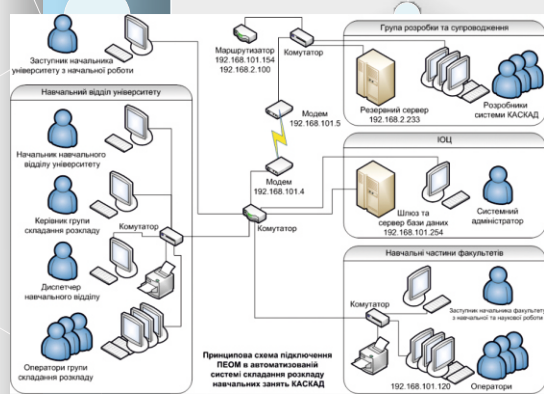 Заступник начальника
університету з начальної роботи
Маршрутизатор
192.168.101.154
192.168.2.100
Комутатор
Група розробки та супроводження
Резервний сервер
192.168.2.233
Розробники
системи КАСКАД
Навчальний відділ університету
Начальник навчального
відділу університету
Керівник групи
складання розкладу
Комутатор
Диспетчер
навчального відділу
Оператори групи
складання розкладу
Модем
192.168.101.5
Модем
192.168.101.4
Комутатор
ІОЦ
Шлюз та
сервер бази даних
192.168.101.254
Системний
адміністратор
Навчальні частини факультетів
Заступник начальника факультету
з навчальної та наукової роботи
Комутатор
192.168.101.120
Оператори
Принципова схема підключення
ПЕОМ в автоматизованій
системі складання розкладу
навчальних занять КАСКАД